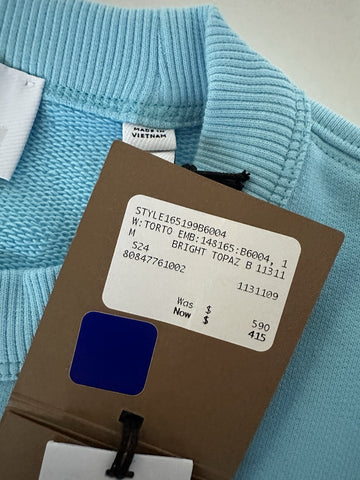 MADE IN
VIETNAM
STYLE165199B6004
W:TORTO EMB:148165:B6004, 1
M BRIGHT TOPAZ B 11311
S24 1131109
80847761002
Was $ 590
Now $ 415